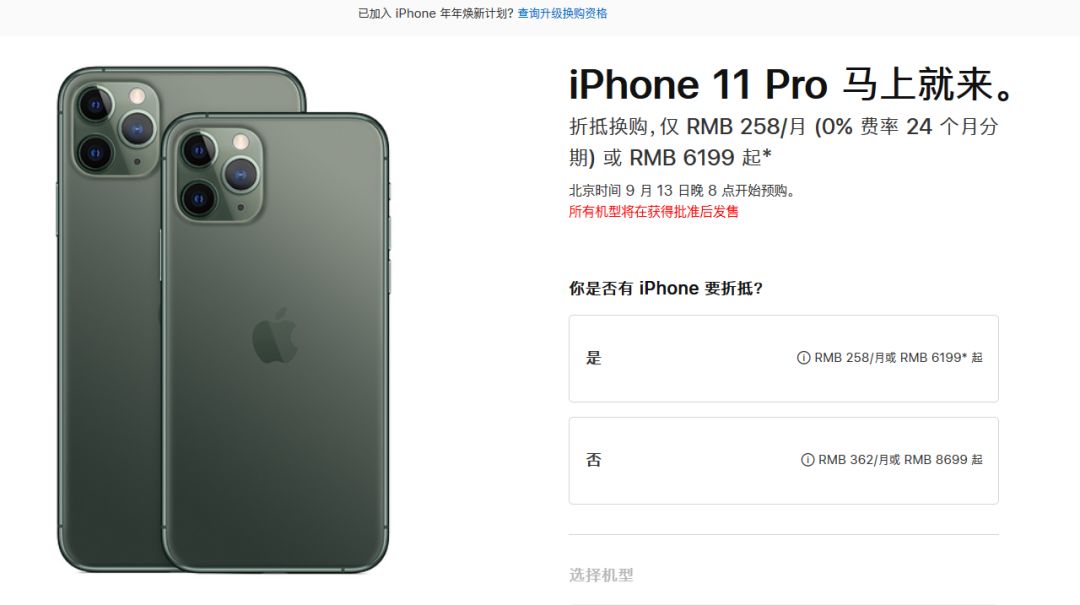 已加入 iPhone 年年焕新计划? 查询升级换购资格
iPhone 11 Pro 马上就来。
折抵换购, 仅 RMB 258/月 (0% 费率 24 个月分
期) 或 RMB 6199 起*
北京时间 9 月 13 日晚 8 点开始预购。
所有机型将在获得批准后发售
你是否有 iPhone 要折抵?
是 RMB 258/月或 RMB 6199* 起
否 RMB 362/月或 RMB 8699 起
选择机型